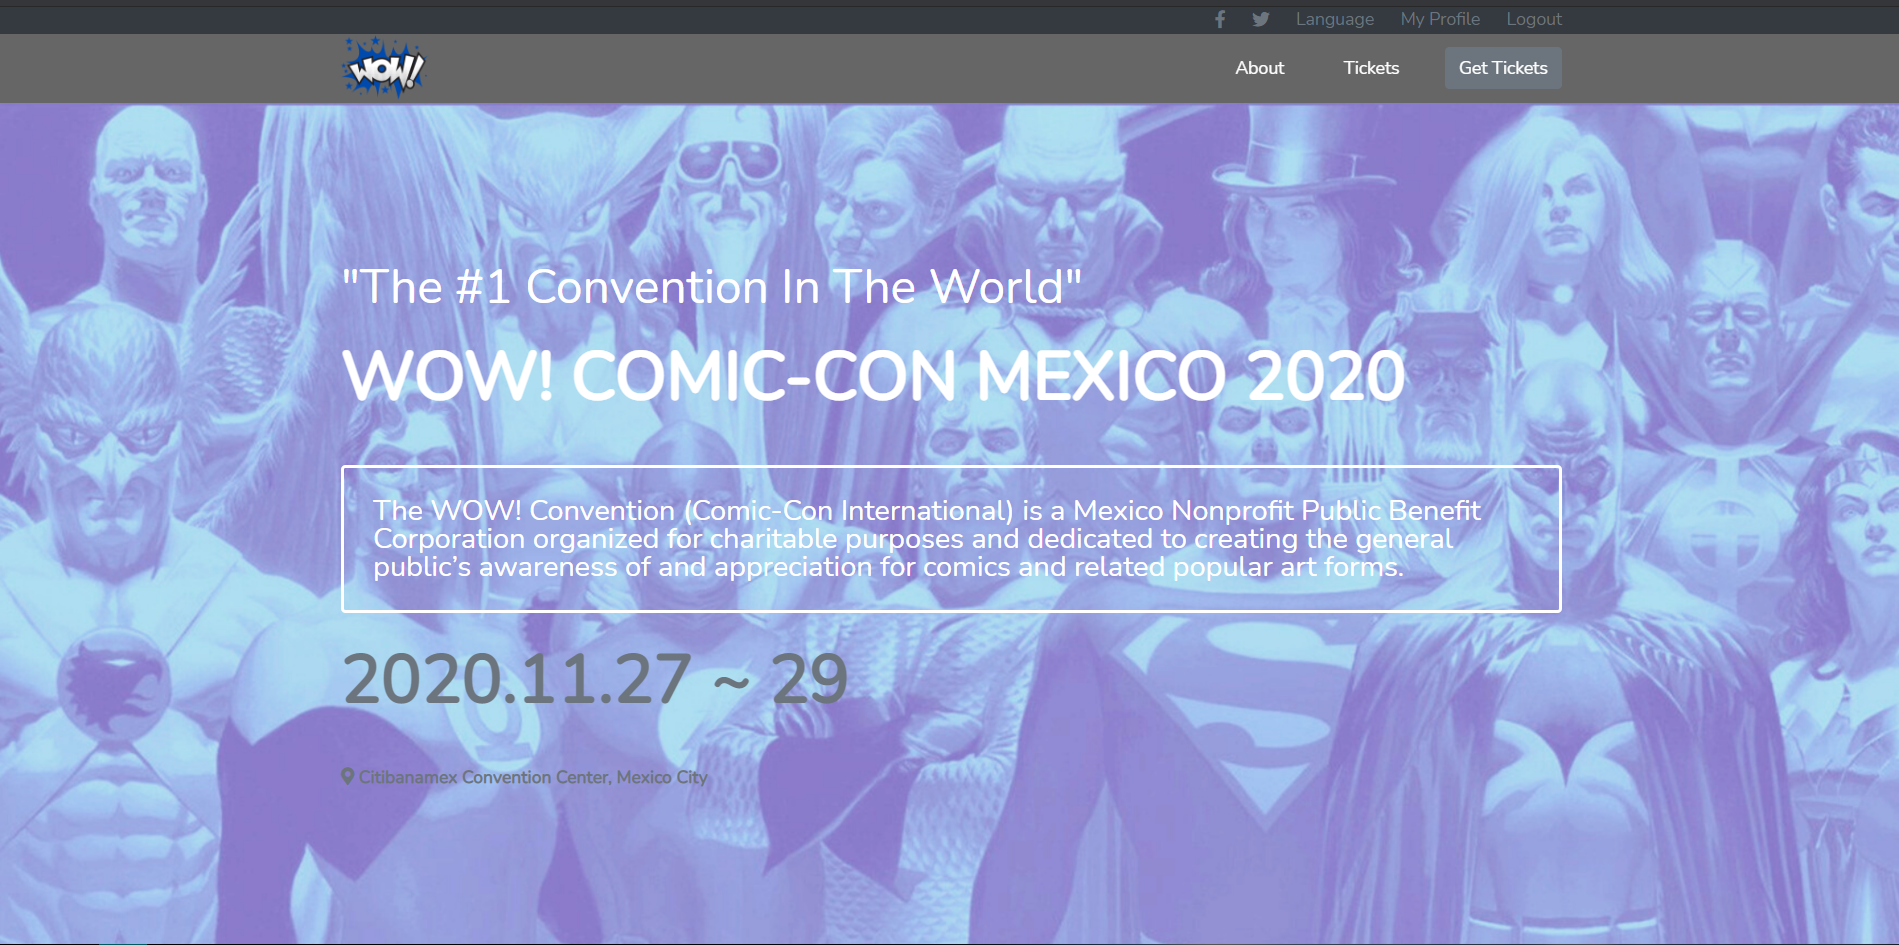 Language My Profile Logout
WOW!
About Tickets Get Tickets
"The #1 Convention In The World"
WOW! COMIC-CON MEXICO 2020
The WOW! Convention (Comic-Con International) is a Mexico Nonprofit Public Benefit
Corporation organized for charitable purposes and dedicated to creating the general
public’s awareness of and appreciation for comics and related popular art forms.
2020.11.27 ~ 29
Citibanamex Convention Center, Mexico City